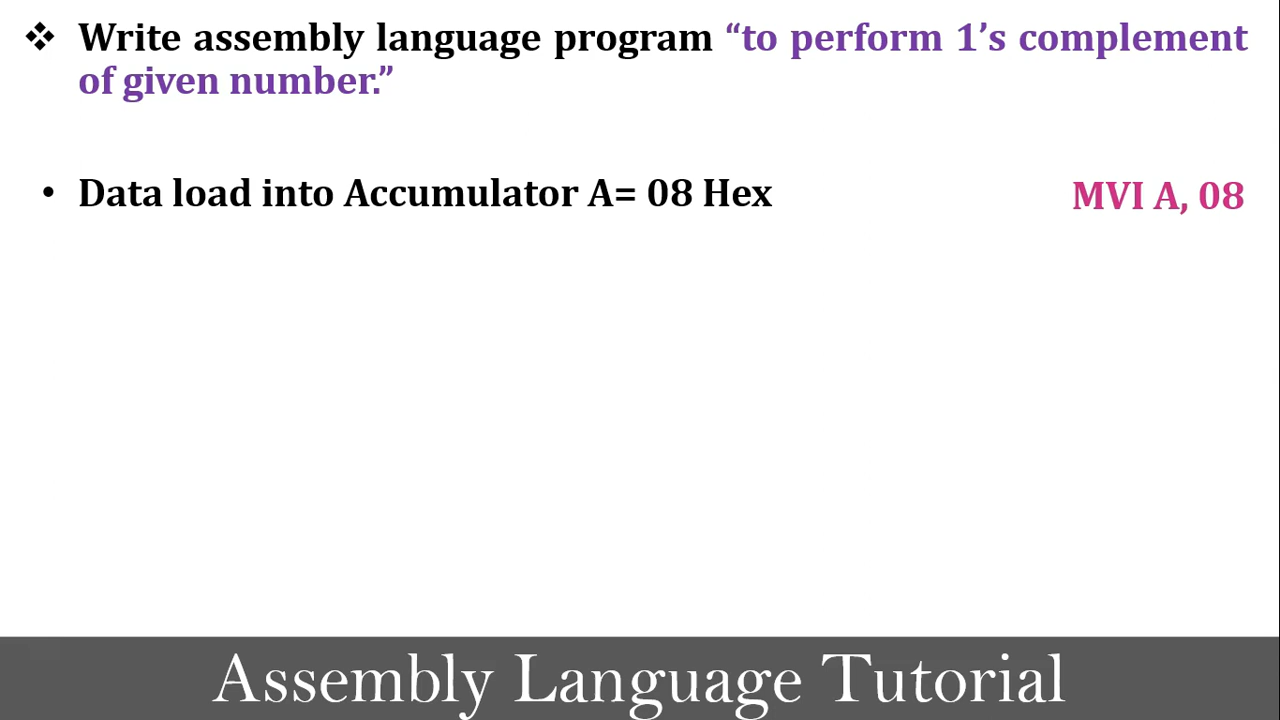 ❖ Write assembly language program “to perform 1’s complement
of given number.”
• Data load into Accumulator A= 08 Hex MVI A, 08
Assembly Language Tutorial